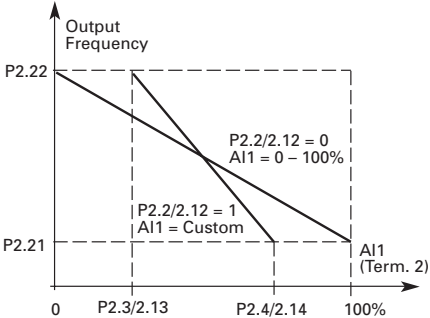 Output
Frequency
P2.22
P2.2/2.12 = 0
AI1 = 0 – 100%
P2.2/2.12 = 1
AI1 = Custom
P2.21
AI1
(Term. 2)
0
P2.3/2.13
P2.4/2.14
100%